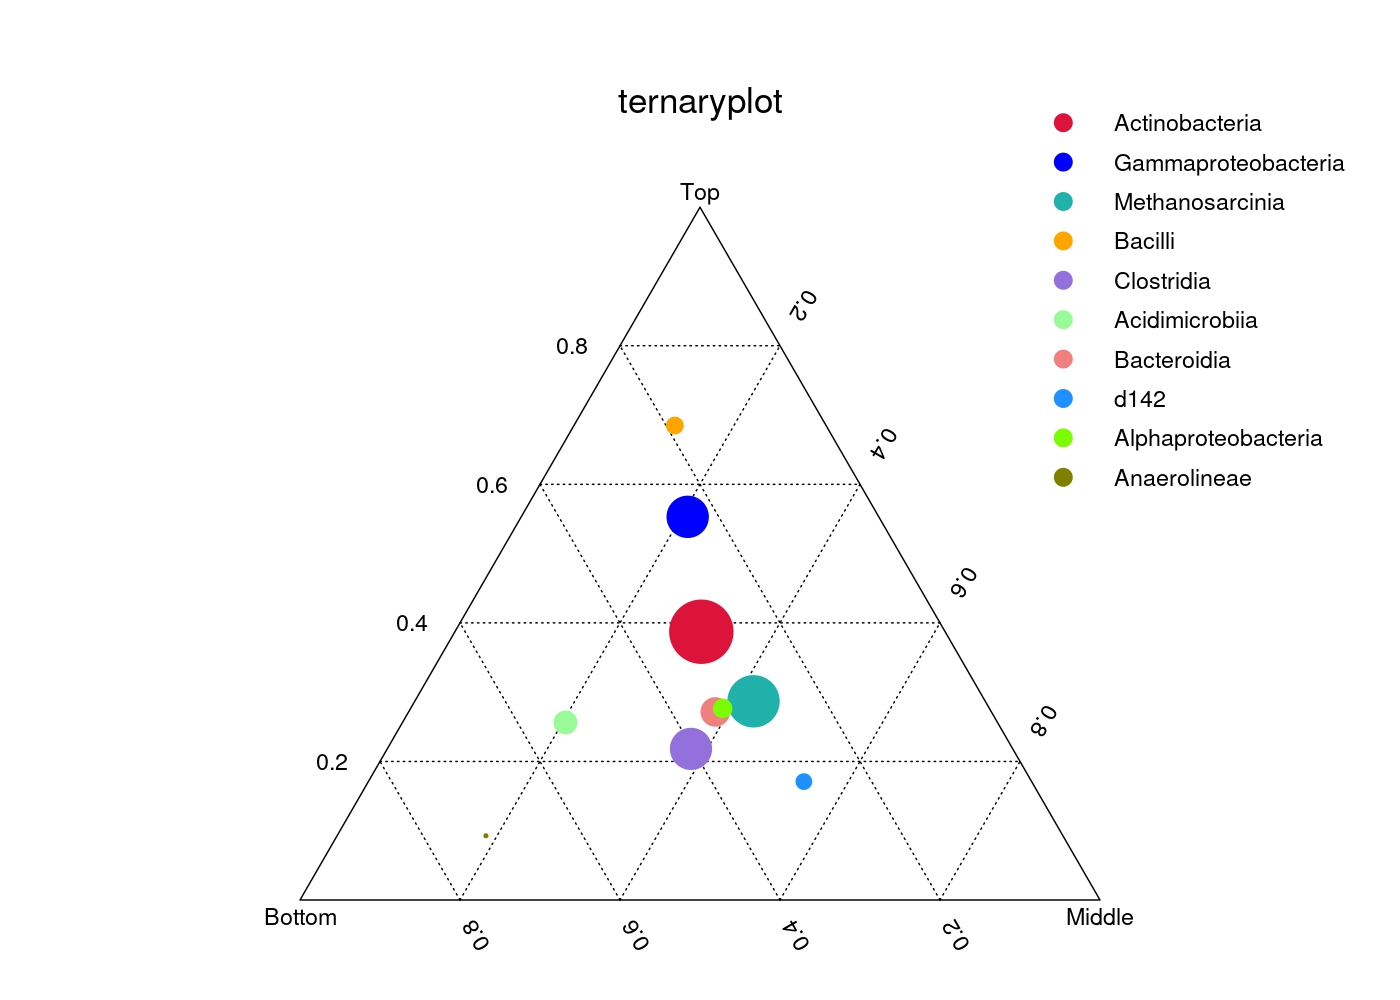 ternaryplot
Actinobacteria
Gammaproteobacteria
Methanosarcinia
Bacilli
Clostridia
Acidimicrobiia
Bacteroidia
d142
Alphaproteobacteria
Anaerolineae
Top
0.2
0.8
0.4
0.6
0.6
0.4
0.8
0.2
Bottom
Middle
0.8
0.6
0.4
0.2